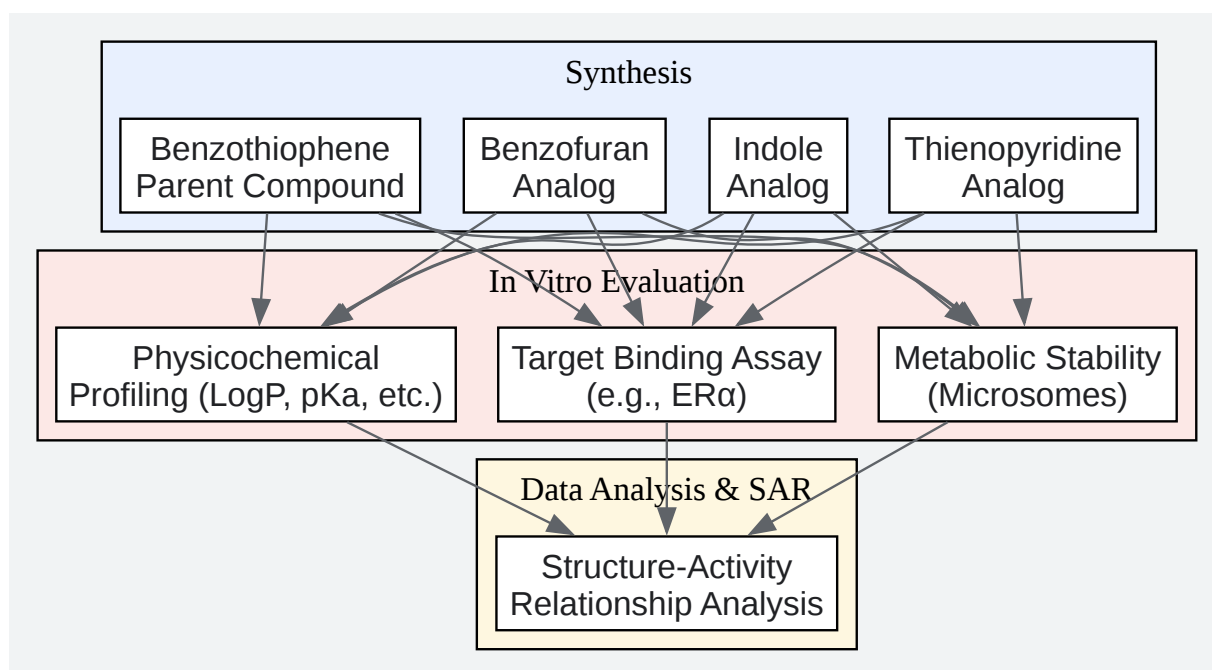 Synthesis
Benzothiophene
Parent Compound
Benzofuran
Analog
Indole
Analog
Thienopyridine
Analog
In Vitro Evaluation
Physicochemical
Profiling (LogP, pKa, etc.)
Target Binding Assay
(e.g., ERα)
Metabolic Stability
(Microsomes)
Data Analysis & SAR
Structure-Activity
Relationship Analysis